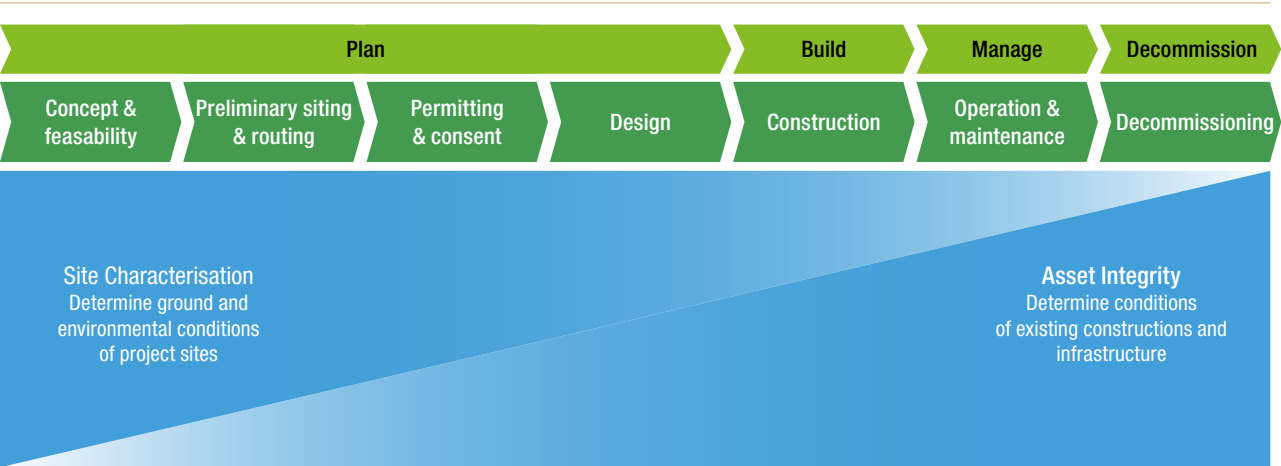 Plan
Build
Manage
Decommission
Concept &
feasability
Preliminary siting
& routing
Permitting
& consent
Design
Construction
Operation &
maintenance
Decommissioning
Site Characterisation
Determine ground and
environmental conditions
of project sites
Asset Integrity
Determine conditions
of existing constructions and
infrastructure